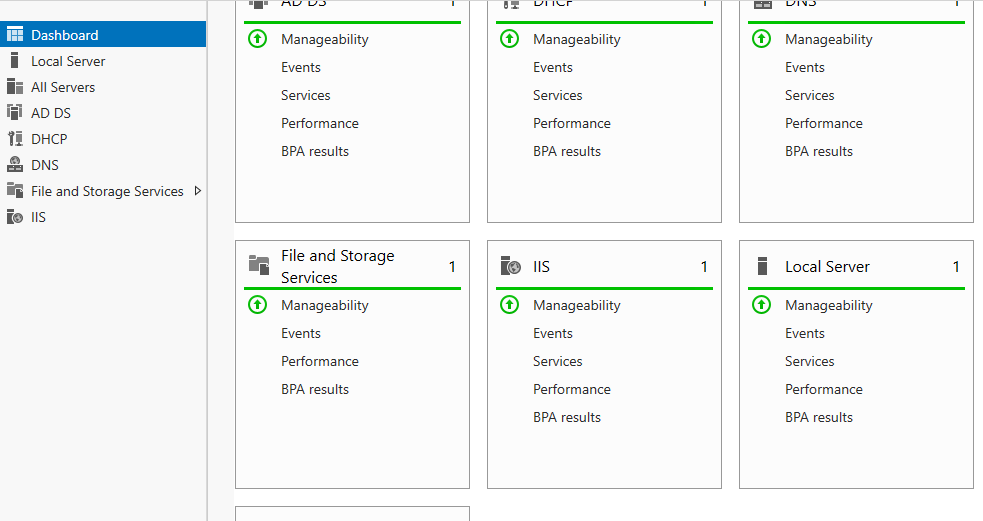 Dashboard
Local Server
All Servers
AD DS
DHCP
DNS
File and Storage Services
IIS
AD DS 1
Manageability
Events
Services
Performance
BPA results
DHCP 1
Manageability
Events
Services
Performance
BPA results
DNS 1
Manageability
Events
Services
Performance
BPA results
File and Storage
Services 1
Manageability
Events
Performance
BPA results
IIS 1
Manageability
Events
Services
Performance
BPA results
Local Server 1
Manageability
Events
Services
Performance
BPA results